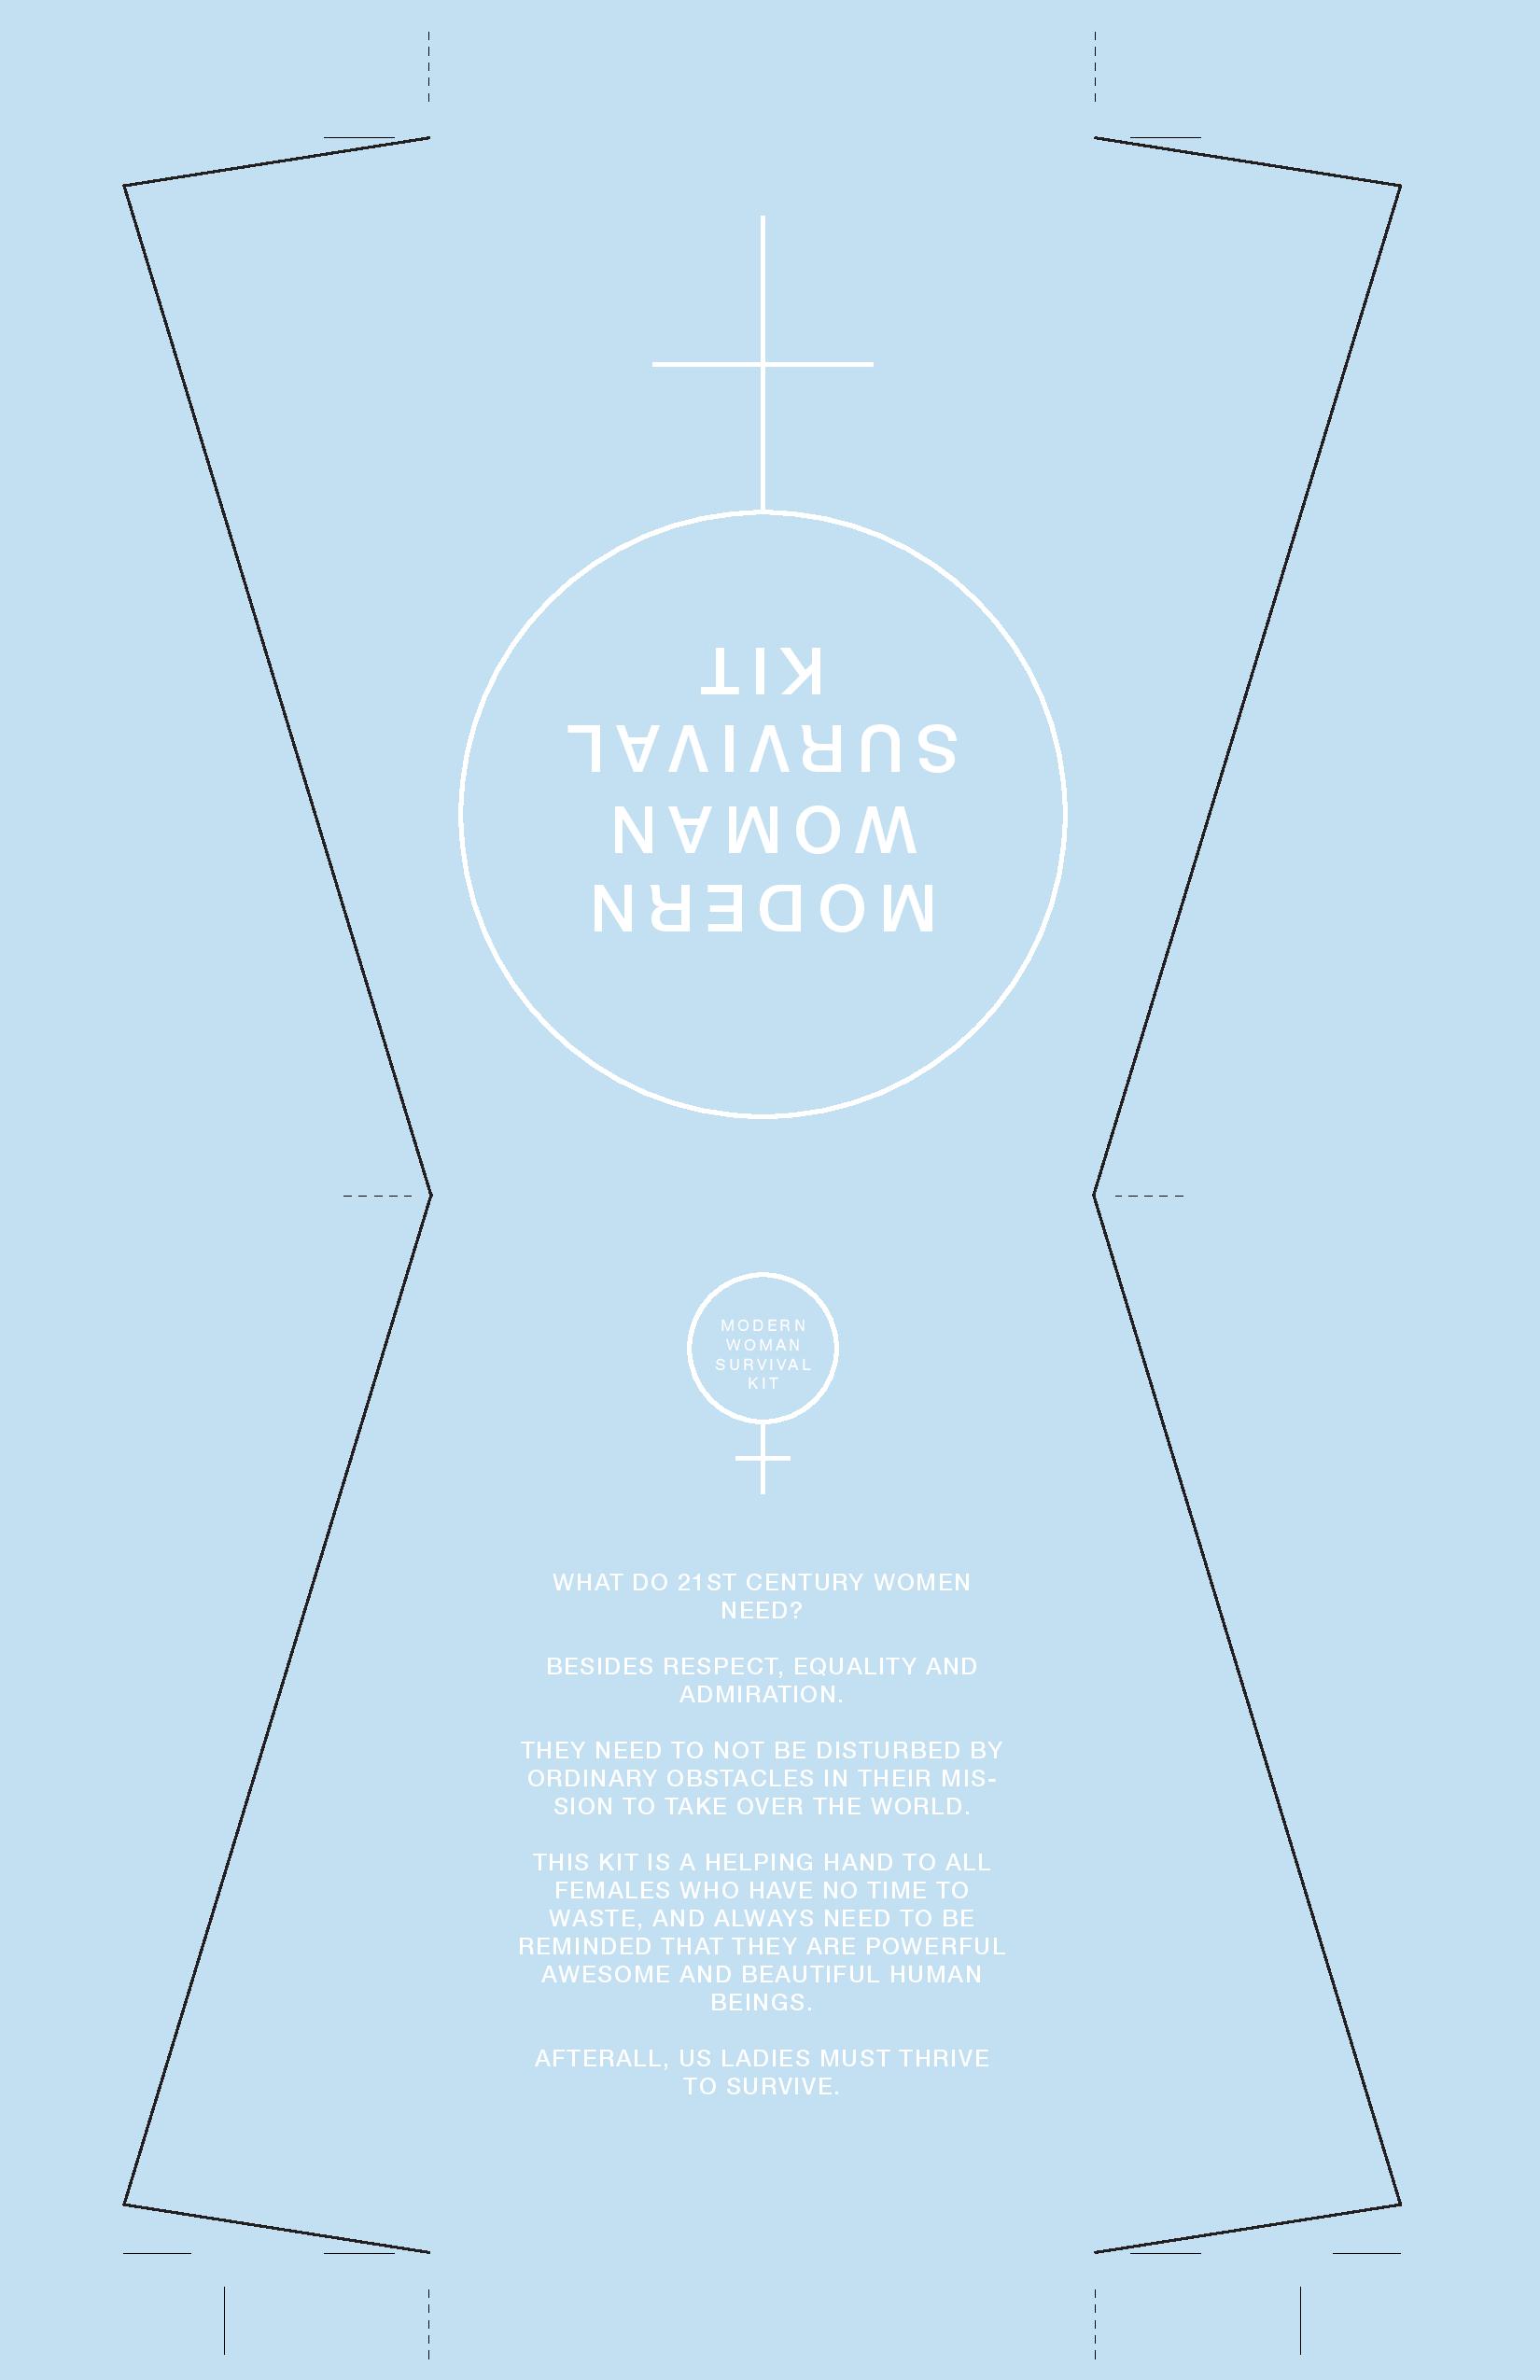 MODERN
WOMAN
SURVIVAL
KIT
MODERN
WOMAN
SURVIVAL
KIT
WHAT DO 21ST CENTURY WOMEN
NEED?
BESIDES RESPECT, EQUALITY AND
ADMIRATION.
THEY NEED TO NOT BE DISTURBED BY
ORDINARY OBSTACLES IN THEIR MIS-
SION TO TAKE OVER THE WORLD.
THIS KIT IS A HELPING HAND TO ALL
FEMALES WHO HAVE NO TIME TO
WASTE, AND ALWAYS NEED TO BE
REMINDED THAT THEY ARE POWERFUL
AWESOME AND BEAUTIFUL HUMAN
BEINGS.
AFTERALL, US LADIES MUST THRIVE
TO SURVIVE.